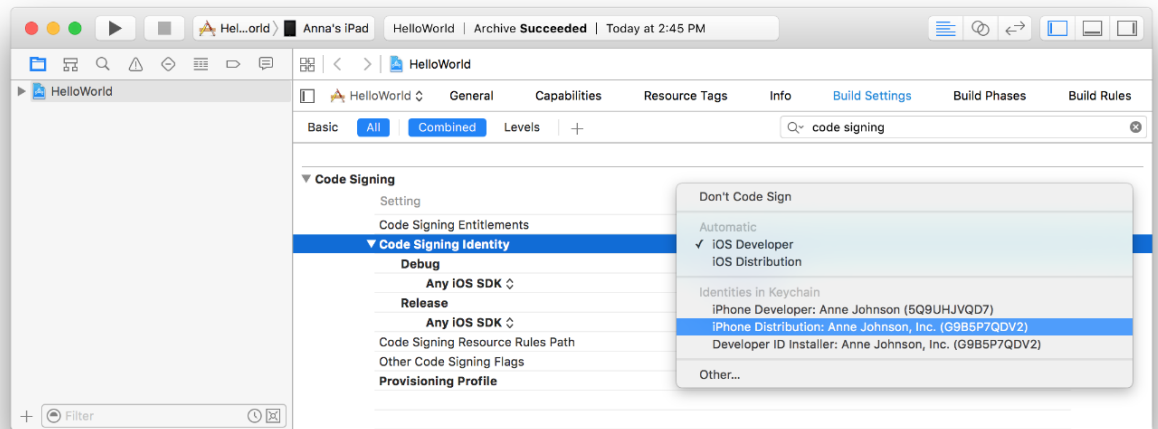 Hel...orld Anna's iPad HelloWorld | Archive Succeeded | Today at 2:45 PM
HelloWorld
HelloWorld
HelloWorld General Capabilities Resource Tags Info Build Settings Build Phases Build Rules
Basic All Combined Levels + code signing
Code Signing
Setting
Code Signing Entitlements
Code Signing Identity
Debug
Any iOS SDK
Release
Any iOS SDK
Code Signing Resource Rules Path
Other Code Signing Flags
Provisioning Profile
Don't Code Sign
Automatic
✓ iOS Developer
iOS Distribution
Identities in Keychain
iPhone Developer: Anne Johnson (5Q9UHJVQD7)
iPhone Distribution: Anne Johnson, Inc. (G9B5P7QDV2)
Developer ID Installer: Anne Johnson, Inc. (G9B5P7QDV2)
Other...
+ Filter